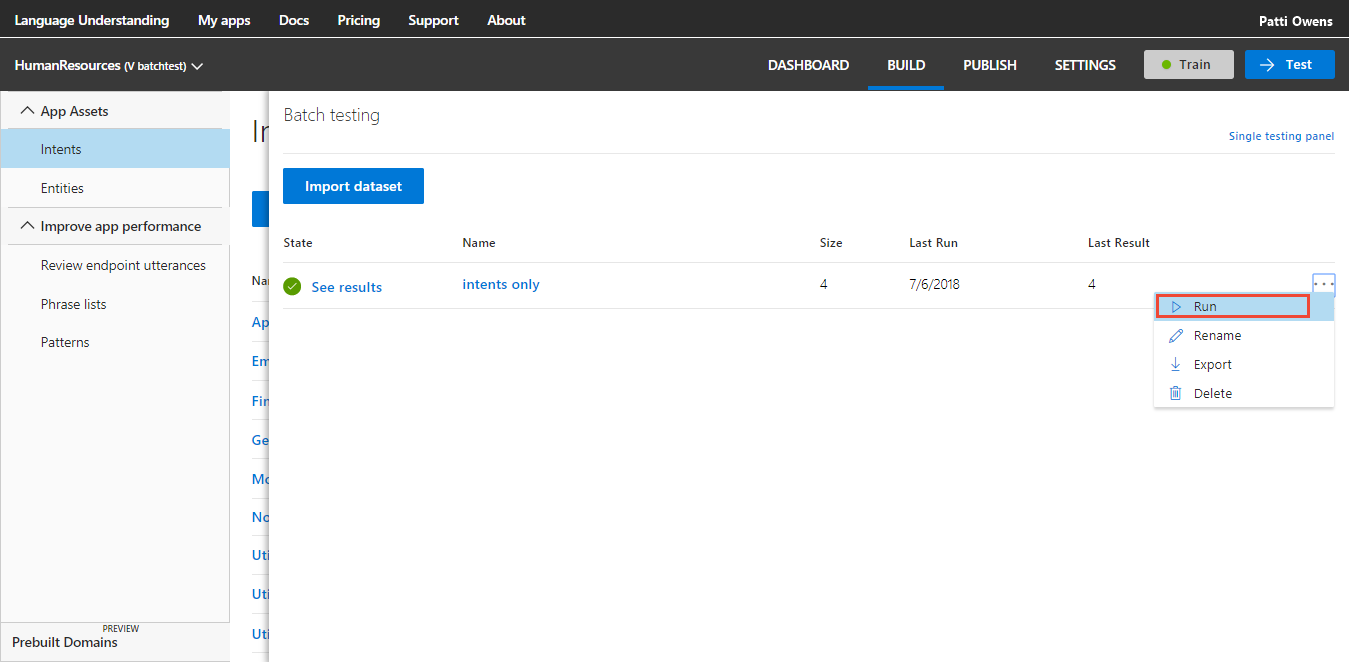 Language Understanding My apps Docs Pricing Support About Patti Owens
HumanResources (V batchtest) DASHBOARD BUILD PUBLISH SETTINGS Train Test
App Assets
Intents
Entities
Improve app performance
Review endpoint utterances
Phrase lists
Patterns
PREVIEW
Prebuilt Domains
In
Nar
Ap
Em
Fin
Ge
Mo
No
Uti
Uti
Uti
Batch testing
Single testing panel
Import dataset
State Name Size Last Run Last Result
See results intents only 4 7/6/2018 4 ...
Run
Rename
Export
Delete